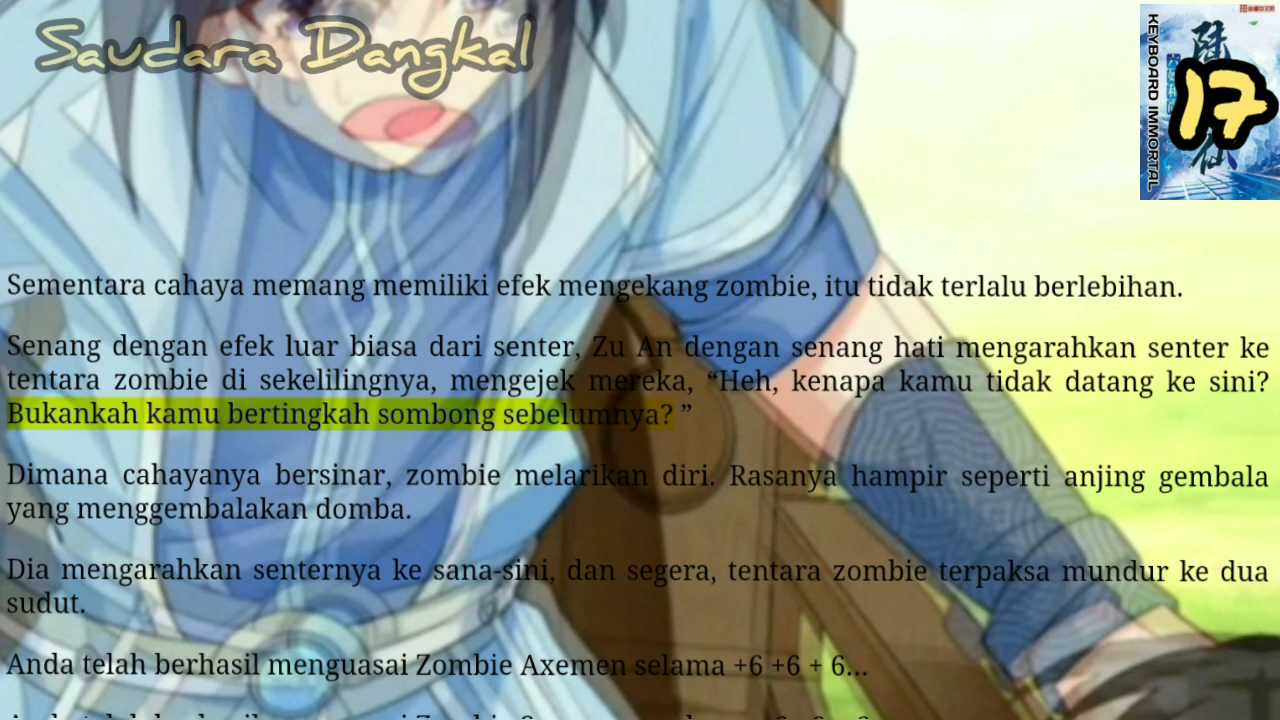 Saudara Dangkal
KEYBOARD IMMORTAL
17
Sementara cahaya memang memiliki efek mengekang zombie, itu tidak terlalu berlebihan.
Senang dengan efek luar biasa dari senter, Zu An dengan senang hati mengarahkan senter ke
tentara zombie di sekelilingnya, mengejek mereka, “Heh, kenapa kamu tidak datang ke sini?
Bukankah kamu bertingkah sombong sebelumnya? ”
Dimana cahayanya bersinar, zombie melarikan diri. Rasanya hampir seperti anjing gembala
yang menggembalakan domba.
Dia mengarahkan senternya ke sana-sini, dan segera, tentara zombie terpaksa mundur ke dua
sudut.
Anda telah berhasil menguasai Zombie Axemen selama +6 +6 + 6...